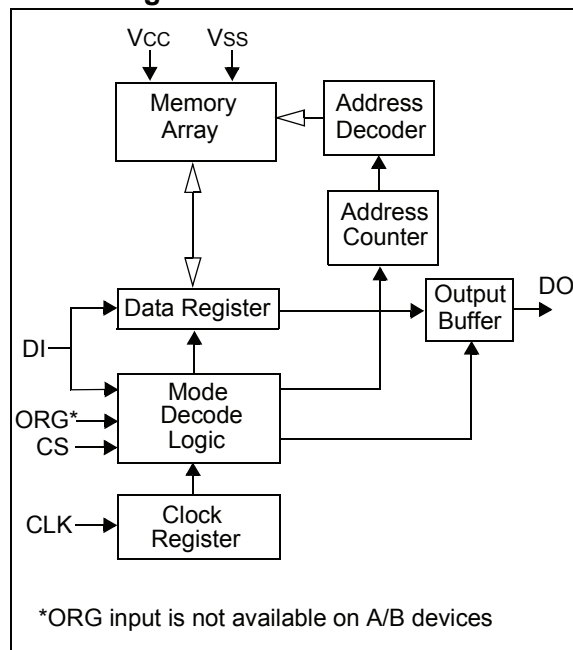 VCC VSS
Memory
Array
Address
Decoder
Address
Counter
Data Register
Output
Buffer
DO
DI
Mode
Decode
Logic
ORG*
CS
CLK
Clock
Register
*ORG input is not available on A/B devices